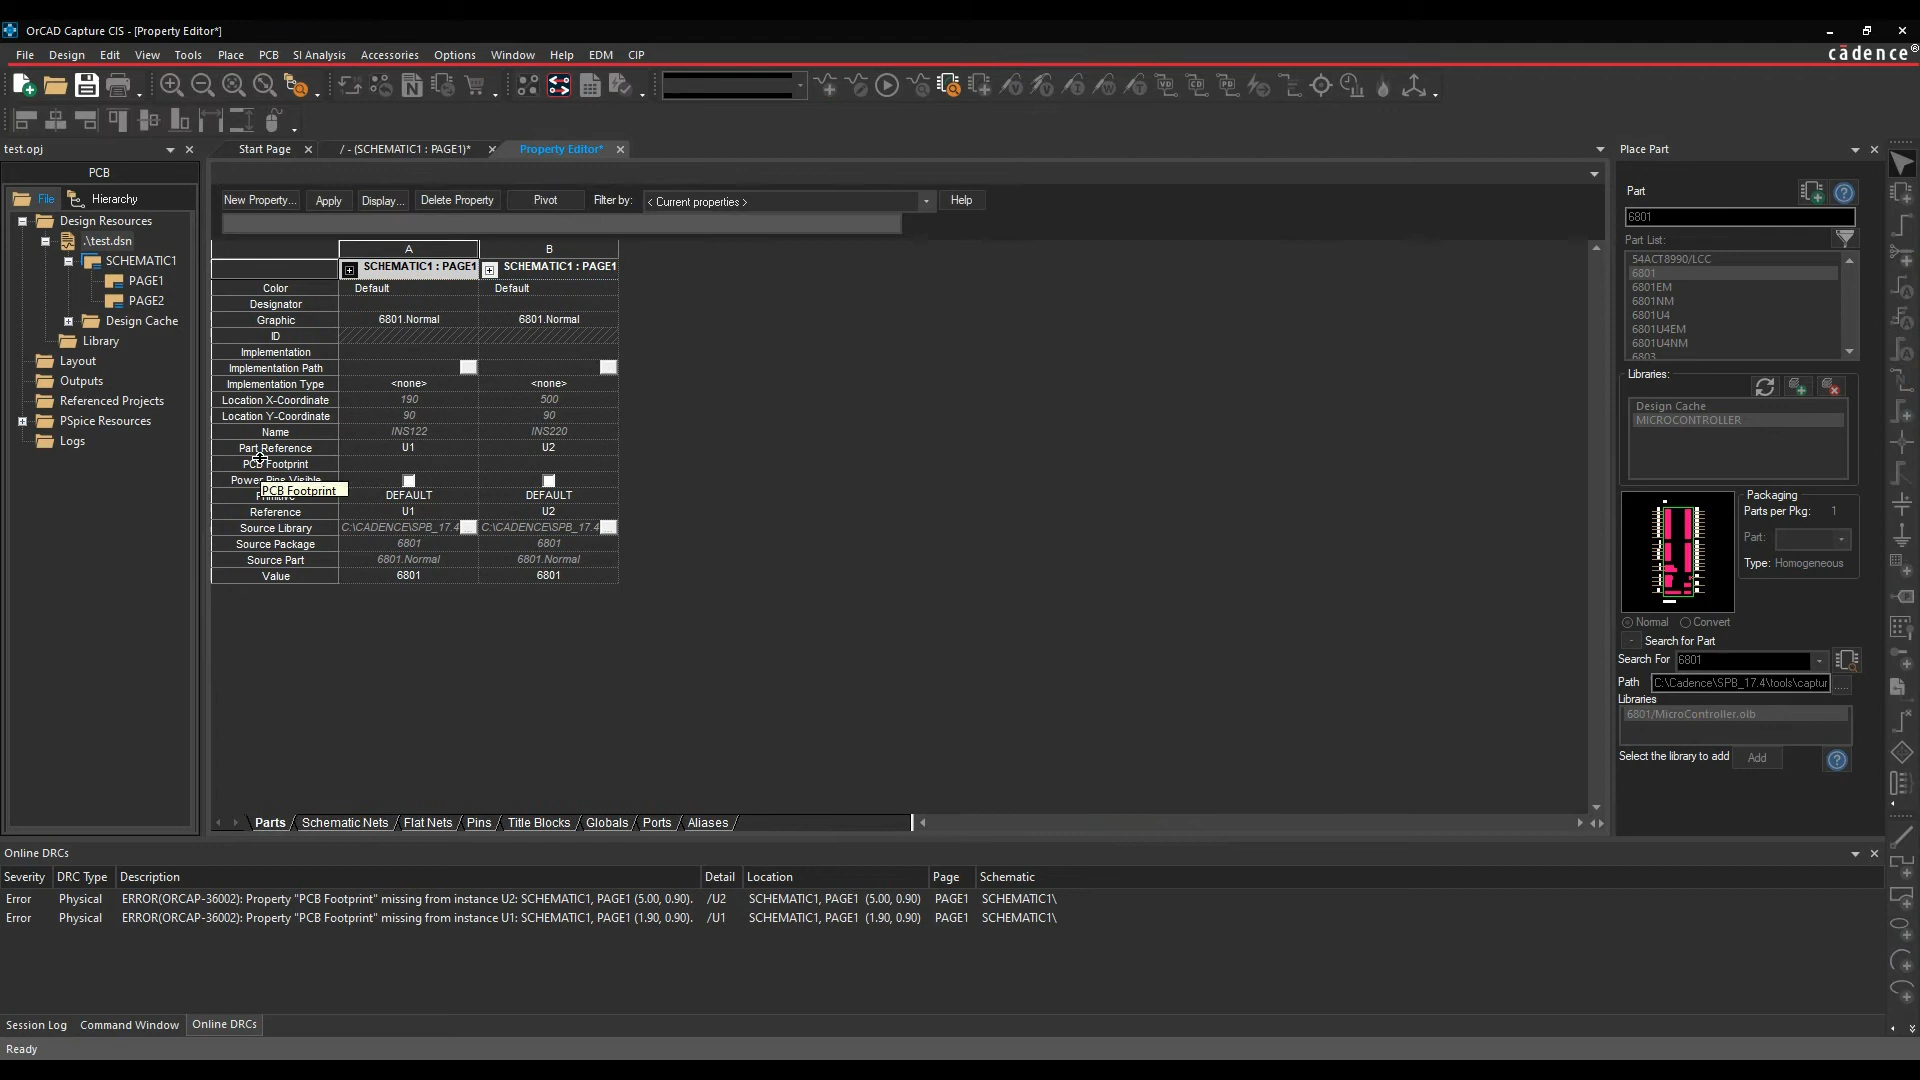 OrCAD Capture CIS - [Property Editor*]
File Design Edit View Tools Place PCB SI Analysis Accessories Options Window Help EDM CIP
cādence®
test.opj
Start Page
/ - (SCHEMATIC1 : PAGE1)*
Property Editor*
Place Part
PCB
File Hierarchy
Design Resources
.\test.dsn
SCHEMATIC1
PAGE1
PAGE2
Design Cache
Library
Layout
Outputs
Referenced Projects
PSpice Resources
Logs
New Property... Apply Display... Delete Property Pivot Filter by: < Current properties > Help
A B
SCHEMATIC1 : PAGE1 SCHEMATIC1 : PAGE1
Color Default Default
Designator
Graphic 6801.Normal 6801.Normal
ID
Implementation
Implementation Path
Implementation Type <none> <none>
Location X-Coordinate 190 500
Location Y-Coordinate 90 90
Name INS122 INS220
Part Reference U1 U2
PCB Footprint
Power Pins Visible
PCB Footprint
Primitive DEFAULT DEFAULT
Reference U1 U2
Source Library C:\CADENCE\SPB_17.4 C:\CADENCE\SPB_17.4
Source Package 6801 6801
Source Part 6801.Normal 6801.Normal
Value 6801 6801
Parts Schematic Nets Flat Nets Pins Title Blocks Globals Ports Aliases
Part
6801
Part List:
54ACT8990/LCC
6801
6801EM
6801NM
6801U4
6801U4EM
6801U4NM
6803
Libraries:
Design Cache
MICROCONTROLLER
Packaging
Parts per Pkg: 1
Part:
Type: Homogeneous
Normal Convert
- Search for Part
Search For 6801
Path C:\Cadence\SPB_17.4\tools\captur
Libraries
6801/MicroController.olb
Select the library to add Add
Online DRCs
Severity DRC Type Description Detail Location Page Schematic
Error Physical ERROR(ORCAP-36002): Property "PCB Footprint" missing from instance U2: SCHEMATIC1, PAGE1 (5.00, 0.90). /U2 SCHEMATIC1, PAGE1 (5.00, 0.90) PAGE1 SCHEMATIC1\
Error Physical ERROR(ORCAP-36002): Property "PCB Footprint" missing from instance U1: SCHEMATIC1, PAGE1 (1.90, 0.90). /U1 SCHEMATIC1, PAGE1 (1.90, 0.90) PAGE1 SCHEMATIC1\
Session Log Command Window Online DRCs
Ready